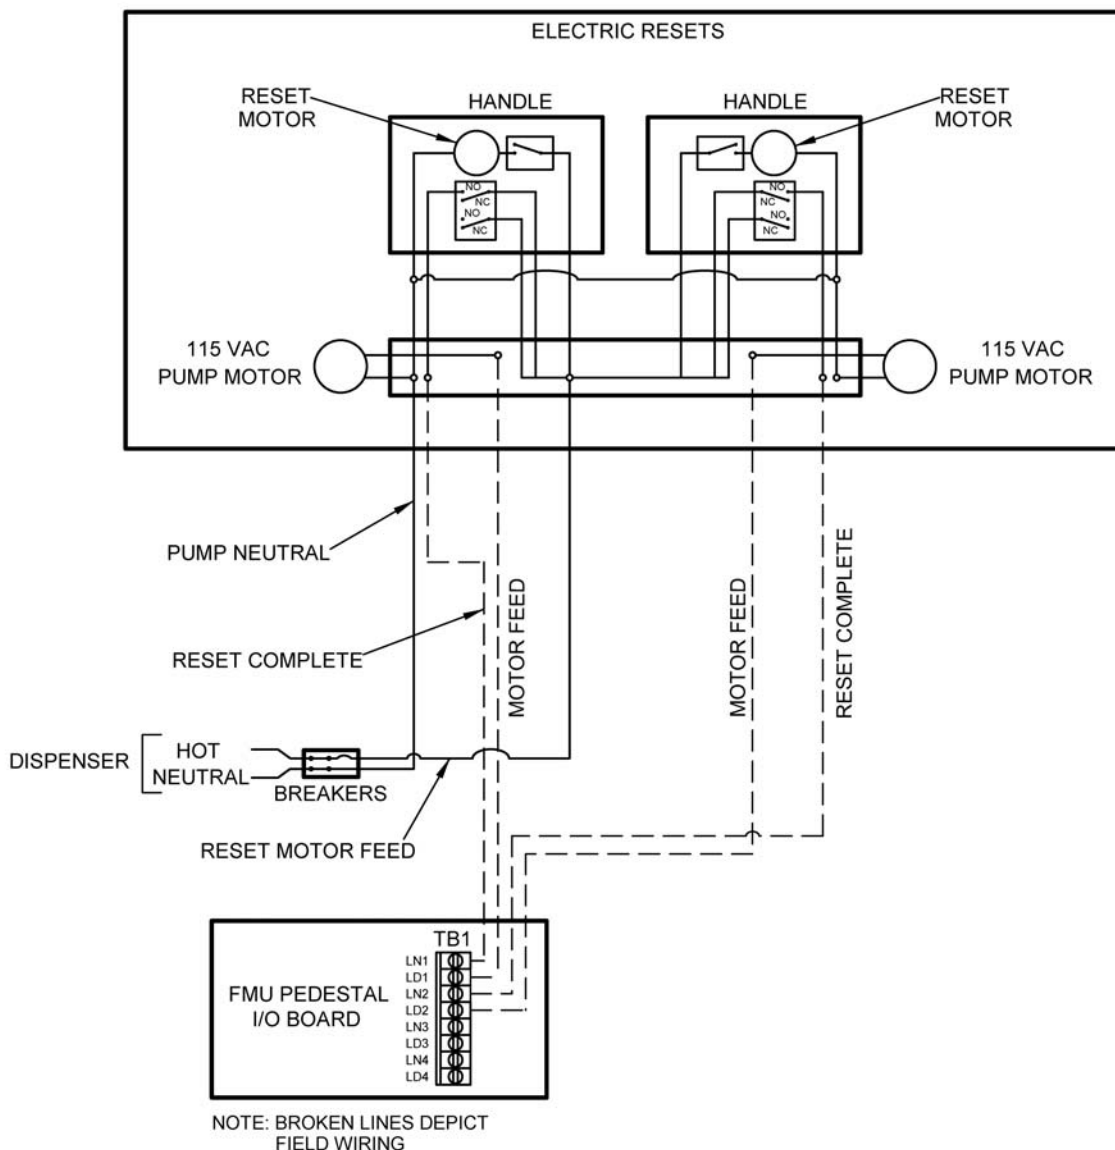 ELECTRIC RESETS
RESET
MOTOR
HANDLE
HANDLE
RESET
MOTOR
NO
NC
NO
NC
NO
NC
NO
NC
115 VAC
PUMP MOTOR
115 VAC
PUMP MOTOR
PUMP NEUTRAL
RESET COMPLETE
MOTOR FEED
MOTOR FEED
RESET COMPLETE
DISPENSER
HOT
NEUTRAL
BREAKERS
RESET MOTOR FEED
TB1
FMU PEDESTAL
I/O BOARD
LN1
LD1
LN2
LD2
LN3
LD3
LN4
LD4
NOTE: BROKEN LINES DEPICT
FIELD WIRING